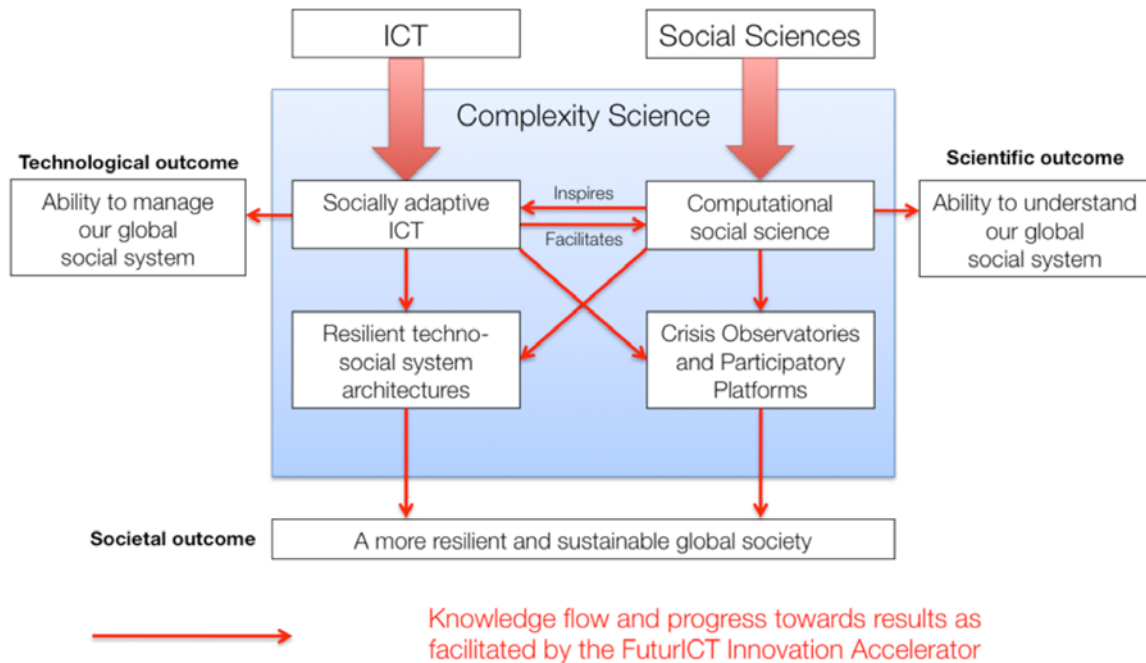 ICT
Social Sciences
Complexity Science
Technological outcome
Ability to manage
our global
social system
Socially adaptive
ICT
Inspires
Facilitates
Computational
social science
Scientific outcome
Ability to understand
our global
social system
Resilient techno-
social system
architectures
Crisis Observatories
and Participatory
Platforms
Societal outcome
A more resilient and sustainable global society
Knowledge flow and progress towards results as
facilitated by the FuturICT Innovation Accelerator